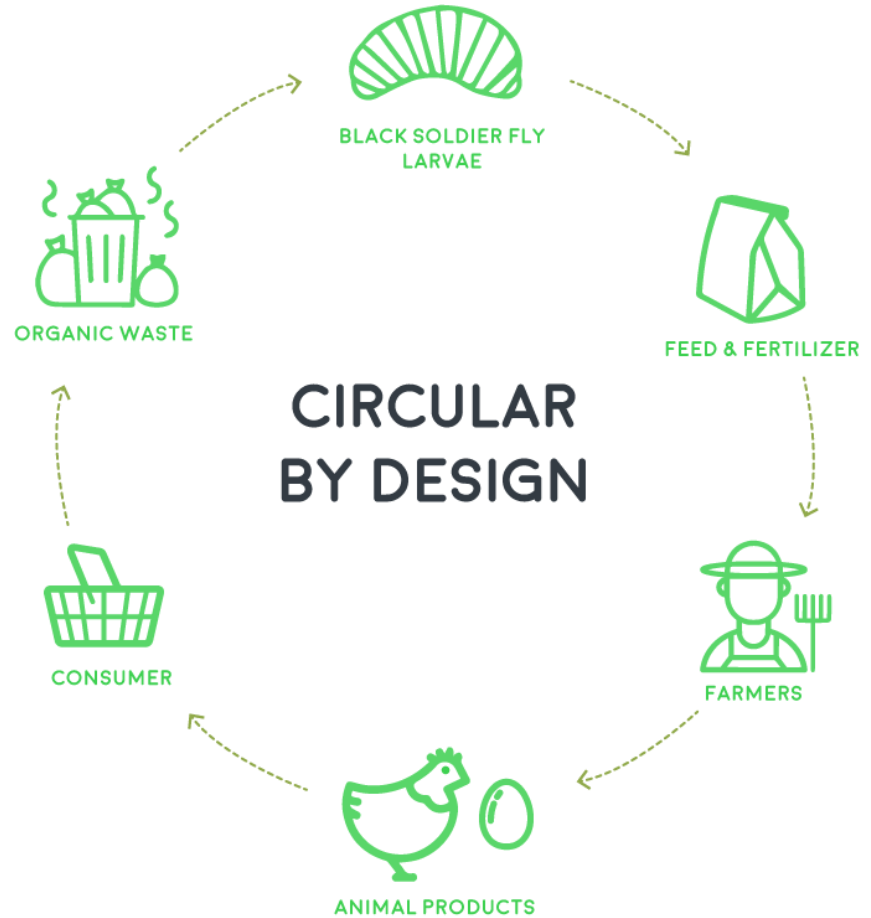 BLACK SOLDIER FLY
LARVAE
FEED & FERTILIZER
FARMERS
ANIMAL PRODUCTS
CONSUMER
ORGANIC WASTE
CIRCULAR
BY DESIGN